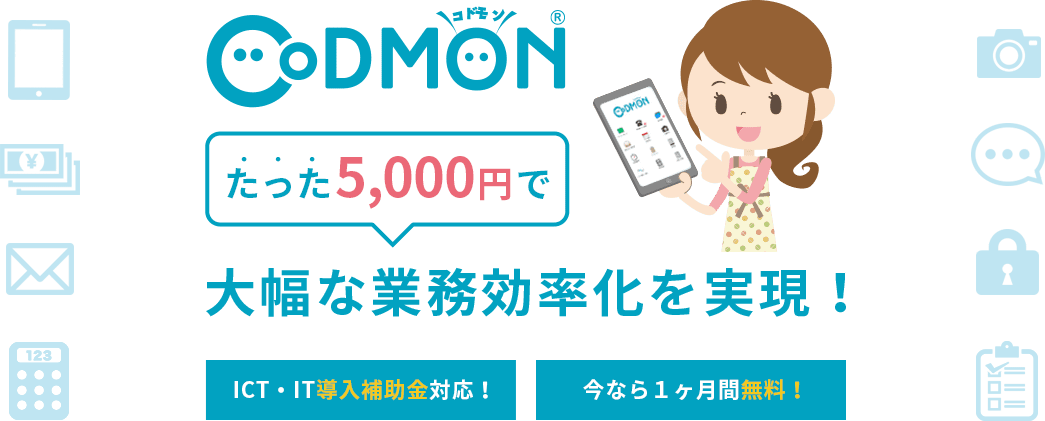 コドモン
CoDMON®
たった5,000円で
大幅な業務効率化を実現！
ICT・IT導入補助金対応！
今なら１ヶ月間無料！
CoDMON
¥
123